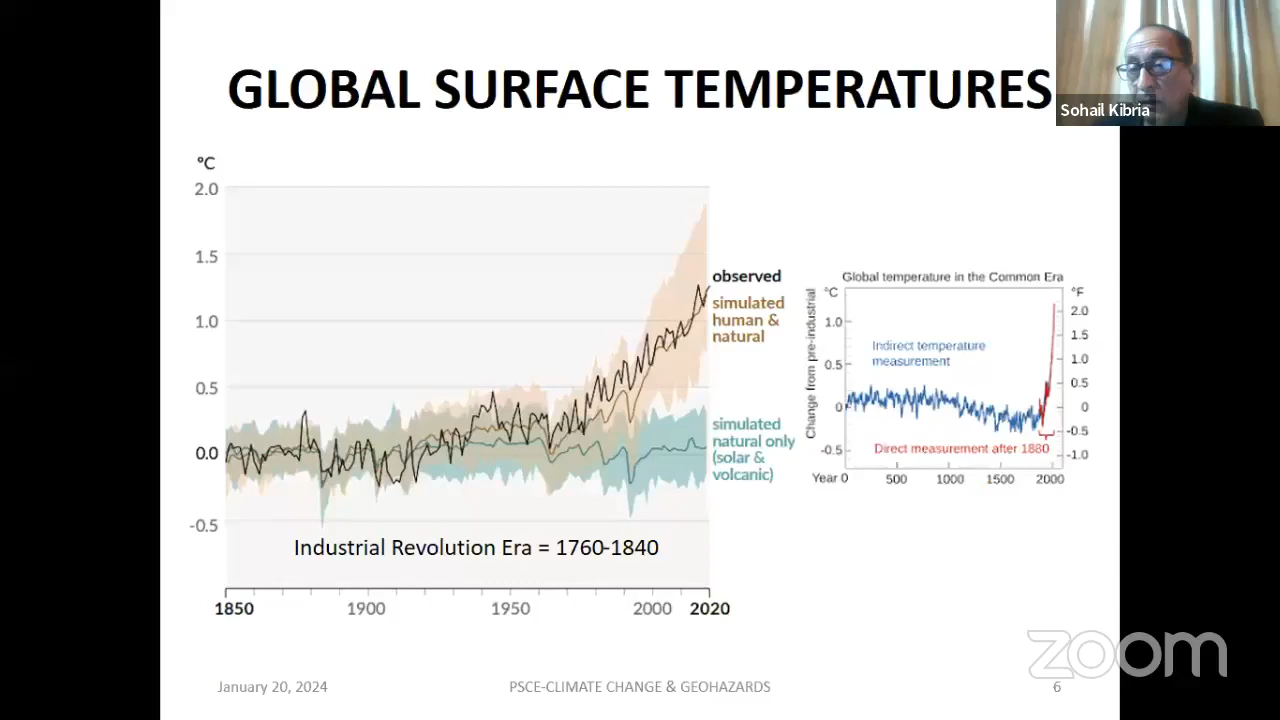 GLOBAL SURFACE TEMPERATURES
Sohail Kibria
°C
2.0
1.5
1.0
0.5
0.0
-0.5
observed
simulated
human &
natural
simulated
natural only
(solar &
volcanic)
Industrial Revolution Era = 1760-1840
1850
1900
1950
2000
2020
Global temperature in the Common Era
Change from pre-industrial
°C
1.0
0.5
0
-0.5
°F
2.0
1.5
1.0
0.5
0
-0.5
-1.0
Indirect temperature
measurement
Direct measurement after 1880
Year 0
500
1000
1500
2000
zoom
January 20, 2024
PSCE-CLIMATE CHANGE & GEOHAZARDS
6